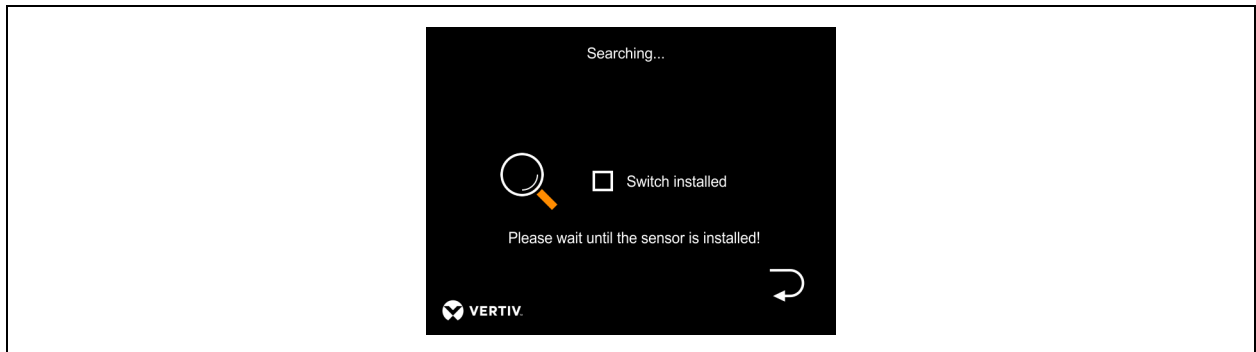 Searching...
Switch installed
Please wait until the sensor is installed!
VERTIV.